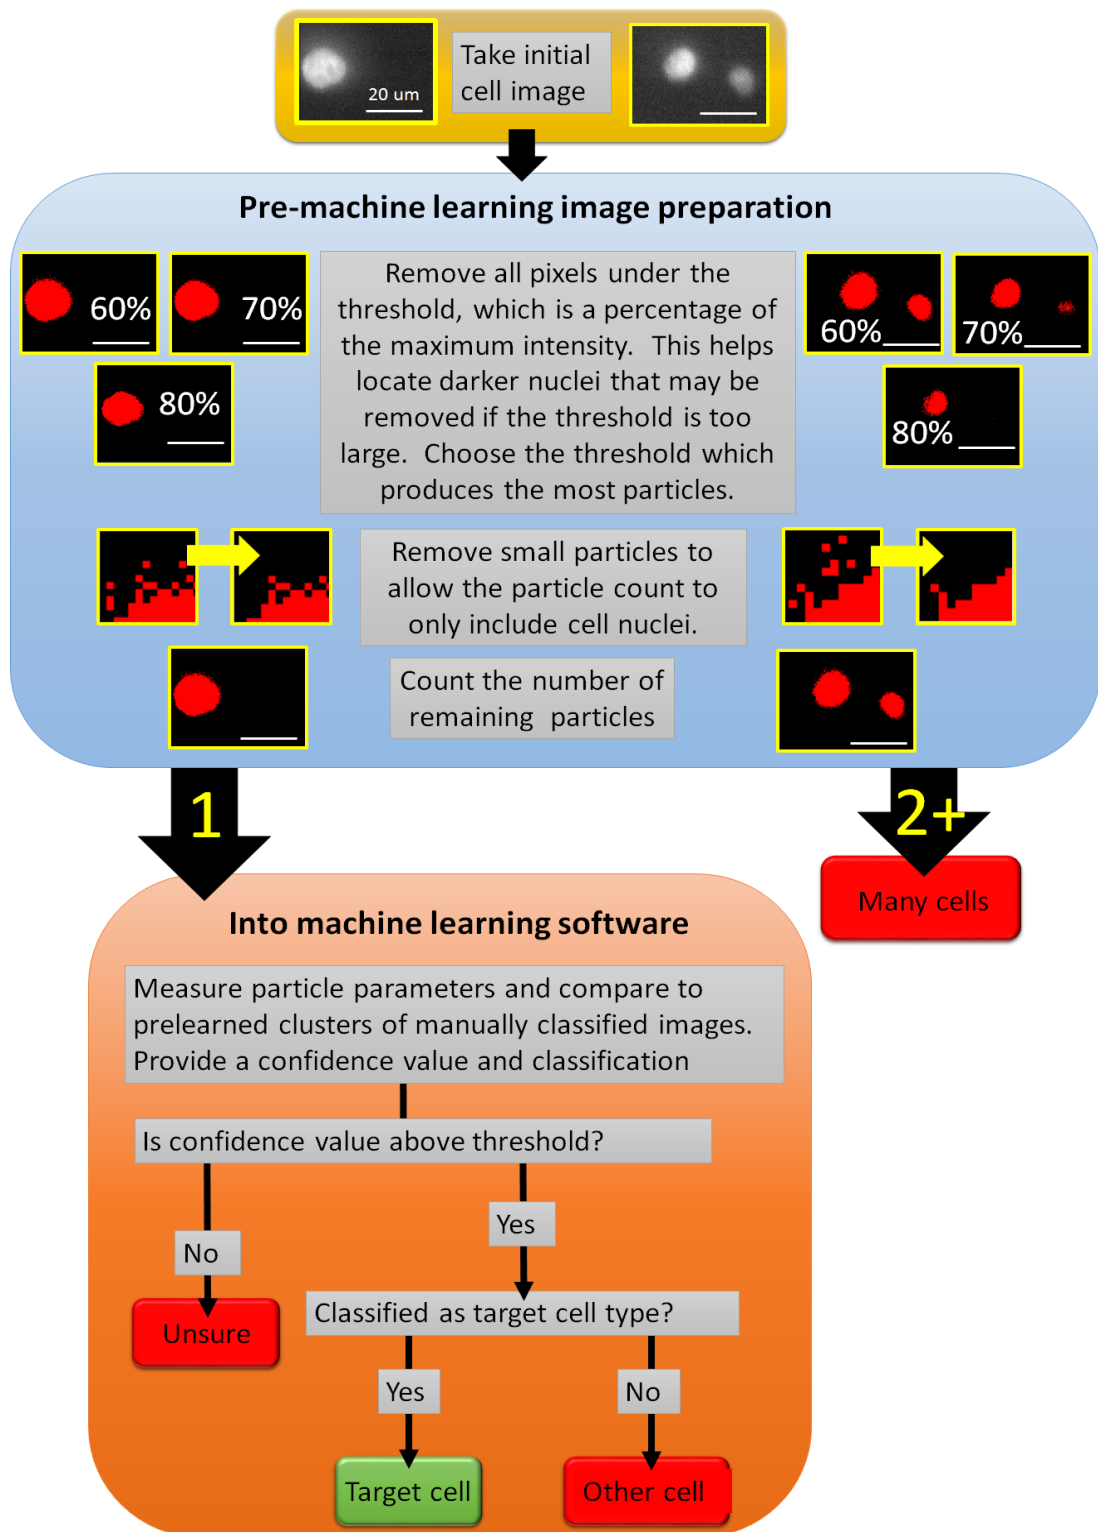 20 um
Take initial
cell image
Pre-machine learning image preparation
60%
70%
80%
Remove all pixels under the
threshold, which is a percentage of
the maximum intensity.  This helps
locate darker nuclei that may be
removed if the threshold is too
large.  Choose the threshold which
produces the most particles.
60%
70%
80%
Remove small particles to
allow the particle count to
only include cell nuclei.
Count the number of
remaining  particles
1
2+
Many cells
Into machine learning software
Measure particle parameters and compare to
prelearned clusters of manually classified images.
Provide a confidence value and classification
Is confidence value above threshold?
No
Yes
Unsure
Classified as target cell type?
Yes
No
Target cell
Other cell